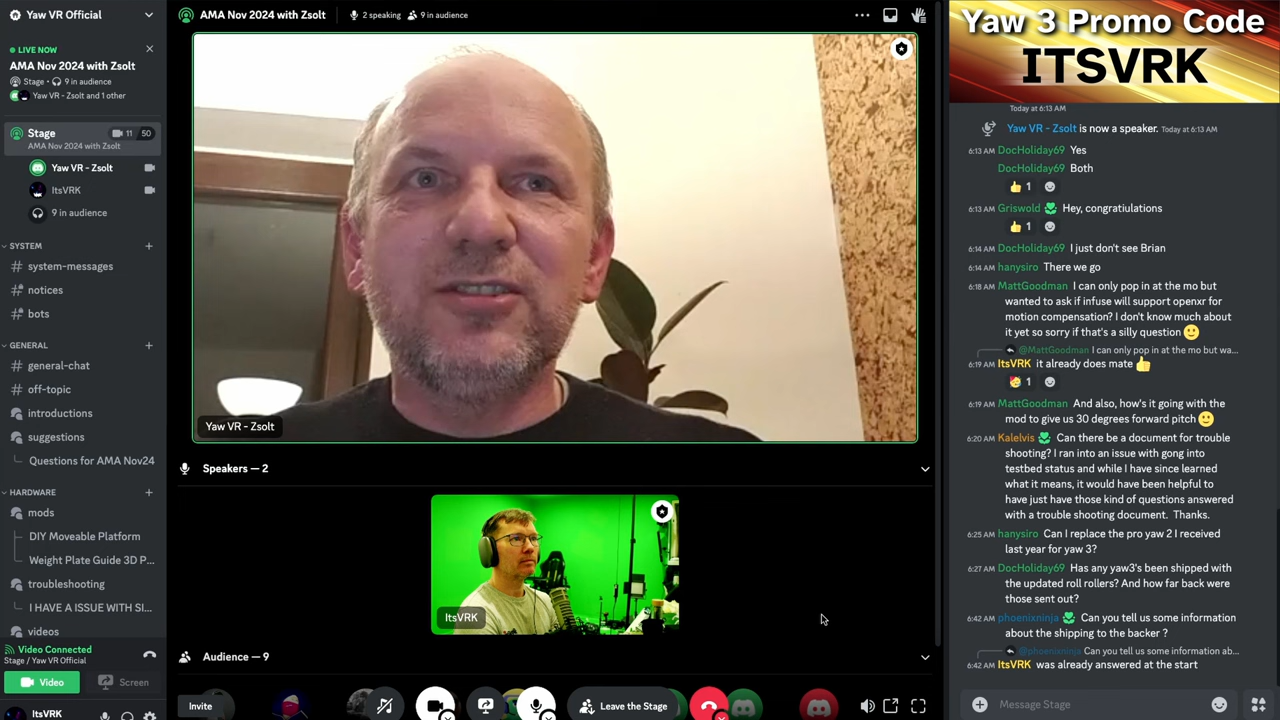 Yaw VR Official
LIVE NOW
AMA Nov 2024 with Zsolt
Stage • 9 in audience
Yaw VR - Zsolt and 1 other
Stage 11 50
AMA Nov 2024 with Zsolt
Yaw VR - Zsolt
ItsVRK
9 in audience
SYSTEM
system-messages
notices
bots
GENERAL
general-chat
off-topic
introductions
suggestions
Questions for AMA Nov24
HARDWARE
mods
DIY Moveable Platform
Weight Plate Guide 3D P...
troubleshooting
I HAVE A ISSUE WITH SI...
videos
Video Connected
Stage / Yaw VR Official
Video Screen
ItsVRK
AMA Nov 2024 with Zsolt 2 speaking 9 in audience
Yaw VR - Zsolt
Speakers — 2
ItsVRK
Audience — 9
Invite
Leave the Stage
Yaw 3 Promo Code
ITSVRK
Today at 6:13 AM
Yaw VR - Zsolt is now a speaker. Today at 6:13 AM
6:13 AM DocHoliday69 Yes
DocHoliday69 Both
1
6:13 AM Griswold Hey, congratiulations
1
6:14 AM DocHoliday69 I just don't see Brian
6:14 AM hanysiro There we go
6:18 AM MattGoodman I can only pop in at the mo but
wanted to ask if infuse will support openxr for
motion compensation? I don't know much about
it yet so sorry if that's a silly question
@MattGoodman I can only pop in at the mo but wa...
6:19 AM ItsVRK it already does mate
1
6:19 AM MattGoodman And also, how's it going with the
mod to give us 30 degrees forward pitch
6:20 AM Kalelvis Can there be a document for trouble
shooting? I ran into an issue with gong into
testbed status and while I have since learned
what it means, it would have been helpful to
have just have those kind of questions answered
with a trouble shooting document. Thanks.
6:25 AM hanysiro Can I replace the pro yaw 2 I received
last year for yaw 3?
6:27 AM DocHoliday69 Has any yaw3's been shipped with
the updated roll rollers? And how far back were
those sent out?
6:42 AM phoenixninja Can you tell us some information
about the shipping to the backer ?
@phoenixninja Can you tell us some information ab...
6:42 AM ItsVRK was already answered at the start
Message Stage